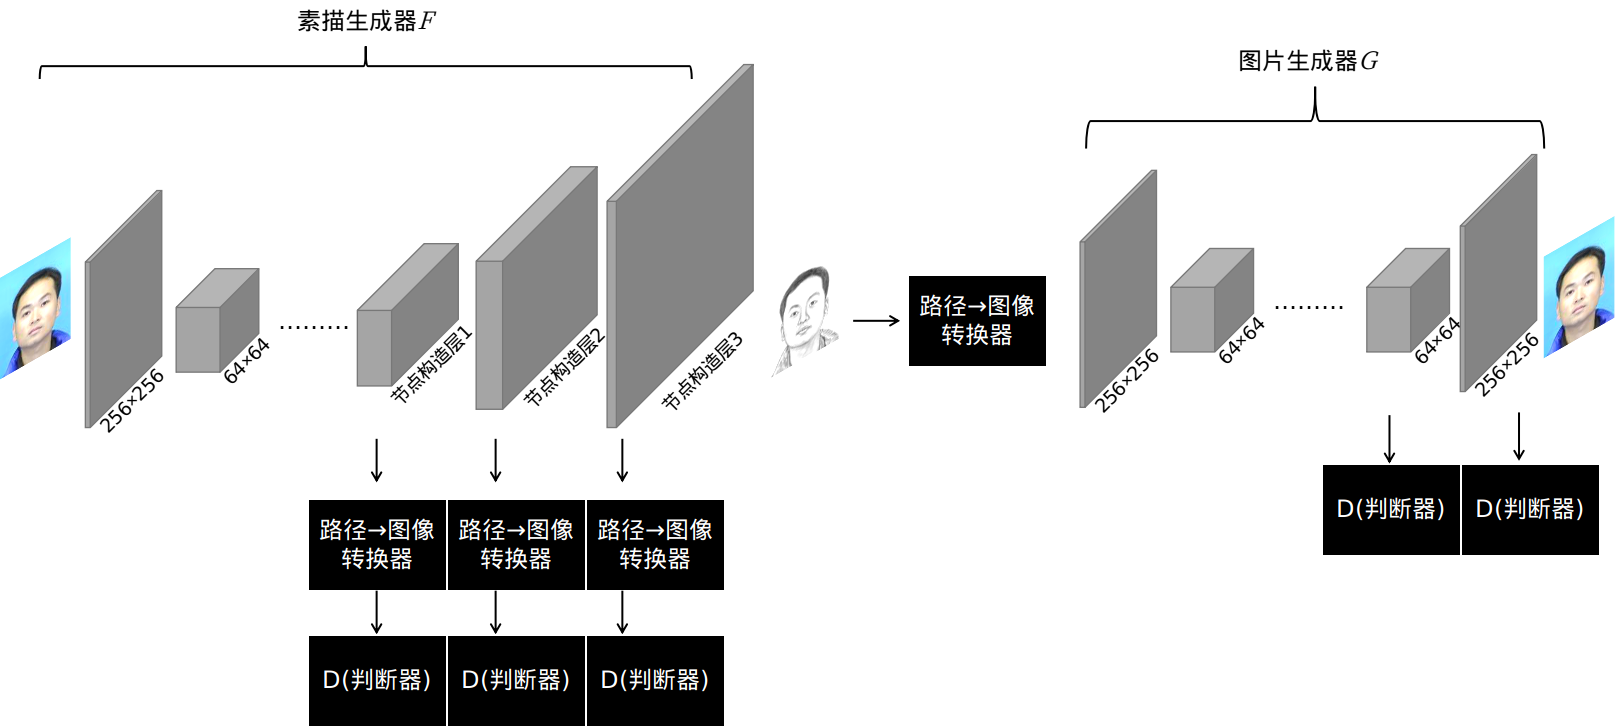 素描生成器F
图片生成器G
256×256
64×64
………
节点构造层1
节点构造层2
节点构造层3
路径→图像
转换器
256×256
64×64
………
64×64
256×256
路径→图像
转换器
路径→图像
转换器
路径→图像
转换器
D(判断器)
D(判断器)
D(判断器)
D(判断器)
D(判断器)